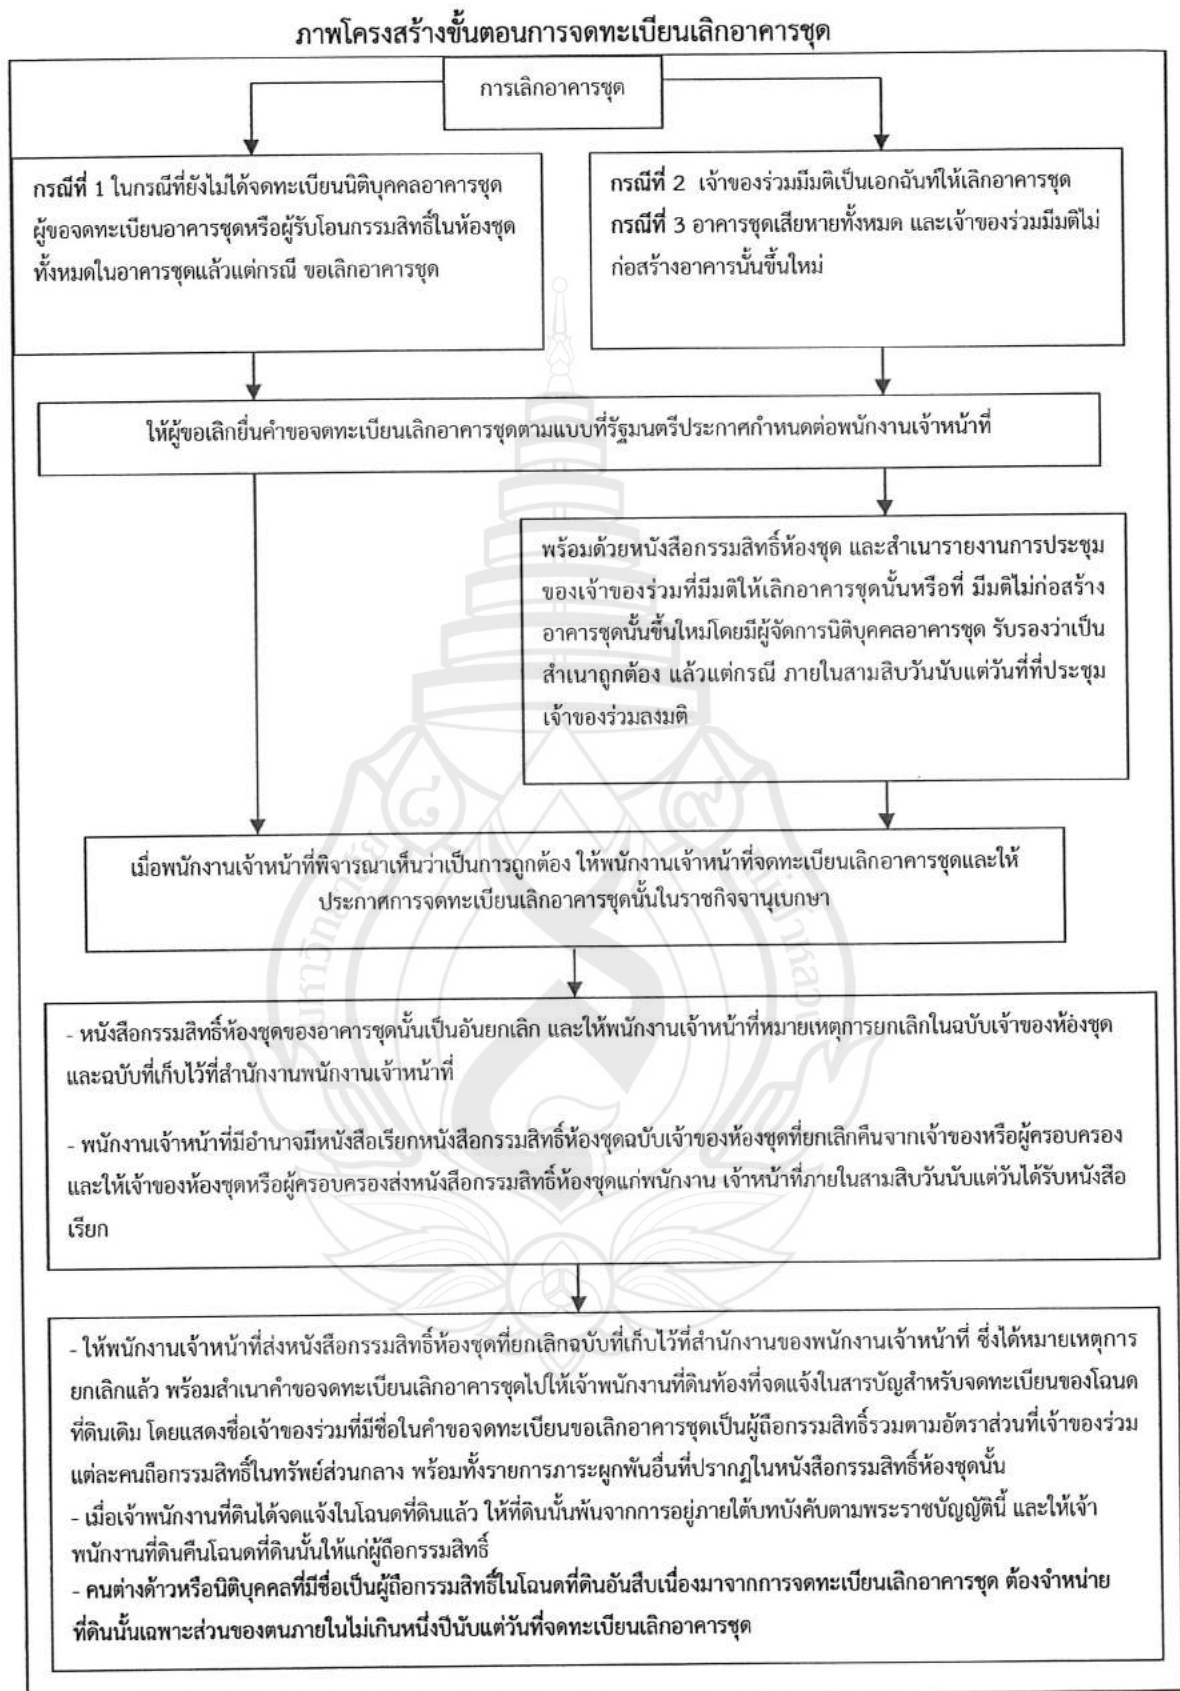 ภาพโครงสร้างขั้นตอนการจดทะเบียนเลิกอาคารชุด
การเลิกอาคารชุด
กรณีที่ 1 ในกรณีที่ยังไม่ได้จดทะเบียนนิติบุคคลอาคารชุด
ผู้ขอจดทะเบียนอาคารชุดหรือผู้รับโอนกรรมสิทธิ์ในห้องชุด
ทั้งหมดในอาคารชุดแล้วแต่กรณี ขอเลิกอาคารชุด
กรณีที่ 2 เจ้าของร่วมมีมติเป็นเอกฉันท์ให้เลิกอาคารชุด
กรณีที่ 3 อาคารชุดเสียหายทั้งหมด และเจ้าของร่วมมีมติไม่
ก่อสร้างอาคารนั้นขึ้นใหม่
ให้ผู้ขอเลิกยื่นคำขอจดทะเบียนเลิกอาคารชุดตามแบบที่รัฐมนตรีประกาศกำหนดต่อพนักงานเจ้าหน้าที่
พร้อมด้วยหนังสือกรรมสิทธิ์ห้องชุด และสำเนารายงานการประชุม
ของเจ้าของร่วมที่มีมติให้เลิกอาคารชุดนั้นหรือที่ มีมติไม่ก่อสร้าง
อาคารชุดนั้นขึ้นใหม่โดยมีผู้จัดการนิติบุคคลอาคารชุด รับรองว่าเป็น
สำเนาถูกต้อง แล้วแต่กรณี ภายในสามสิบวันนับแต่วันที่ที่ประชุม
เจ้าของร่วมลงมติ
เมื่อพนักงานเจ้าหน้าที่พิจารณาเห็นว่าเป็นการถูกต้อง ให้พนักงานเจ้าหน้าที่จดทะเบียนเลิกอาคารชุดและให้
ประกาศการจดทะเบียนเลิกอาคารชุดนั้นในราชกิจจานุเบกษา
- หนังสือกรรมสิทธิ์ห้องชุดของอาคารชุดนั้นเป็นอันยกเลิก และให้พนักงานเจ้าหน้าที่หมายเหตุการยกเลิกในฉบับเจ้าของห้องชุด
และฉบับที่เก็บไว้ที่สำนักงานพนักงานเจ้าหน้าที่
- พนักงานเจ้าหน้าที่มีอำนาจมีหนังสือเรียกหนังสือกรรมสิทธิ์ห้องชุดฉบับเจ้าของห้องชุดที่ยกเลิกคืนจากเจ้าของหรือผู้ครอบครอง
และให้เจ้าของห้องชุดหรือผู้ครอบครองส่งหนังสือกรรมสิทธิ์ห้องชุดแก่พนักงาน เจ้าหน้าที่ภายในสามสิบวันนับแต่วันได้รับหนังสือ
เรียก
- ให้พนักงานเจ้าหน้าที่ส่งหนังสือกรรมสิทธิ์ห้องชุดที่ยกเลิกฉบับที่เก็บไว้ที่สำนักงานของพนักงานเจ้าหน้าที่ ซึ่งได้หมายเหตุการ
ยกเลิกแล้ว พร้อมสำเนาคำขอจดทะเบียนเลิกอาคารชุดไปให้เจ้าพนักงานที่ดินท้องที่จดแจ้งในสารบัญสำหรับจดทะเบียนของโฉนด
ที่ดินเดิม โดยแสดงชื่อเจ้าของร่วมที่มีชื่อในคำขอจดทะเบียนขอเลิกอาคารชุดเป็นผู้ถือกรรมสิทธิ์รวมตามอัตราส่วนที่เจ้าของร่วม
แต่ละคนถือกรรมสิทธิ์ในทรัพย์ส่วนกลาง พร้อมทั้งรายการภาระผูกพันอื่นที่ปรากฏในหนังสือกรรมสิทธิ์ห้องชุดนั้น
- เมื่อเจ้าพนักงานที่ดินได้จดแจ้งในโฉนดที่ดินแล้ว ให้ที่ดินนั้นพ้นจากการอยู่ภายใต้บทบังคับตามพระราชบัญญัตินี้ และให้เจ้า
พนักงานที่ดินคืนโฉนดที่ดินนั้นให้แก่ผู้ถือกรรมสิทธิ์
- คนต่างด้าวหรือนิติบุคคลที่มีชื่อเป็นผู้ถือกรรมสิทธิ์ในโฉนดที่ดินอันสืบเนื่องมาจากการจดทะเบียนเลิกอาคารชุด ต้องจำหน่าย
ที่ดินนั้นเฉพาะส่วนของตนภายในไม่เกินหนึ่งปีนับแต่วันที่จดทะเบียนเลิกอาคารชุด